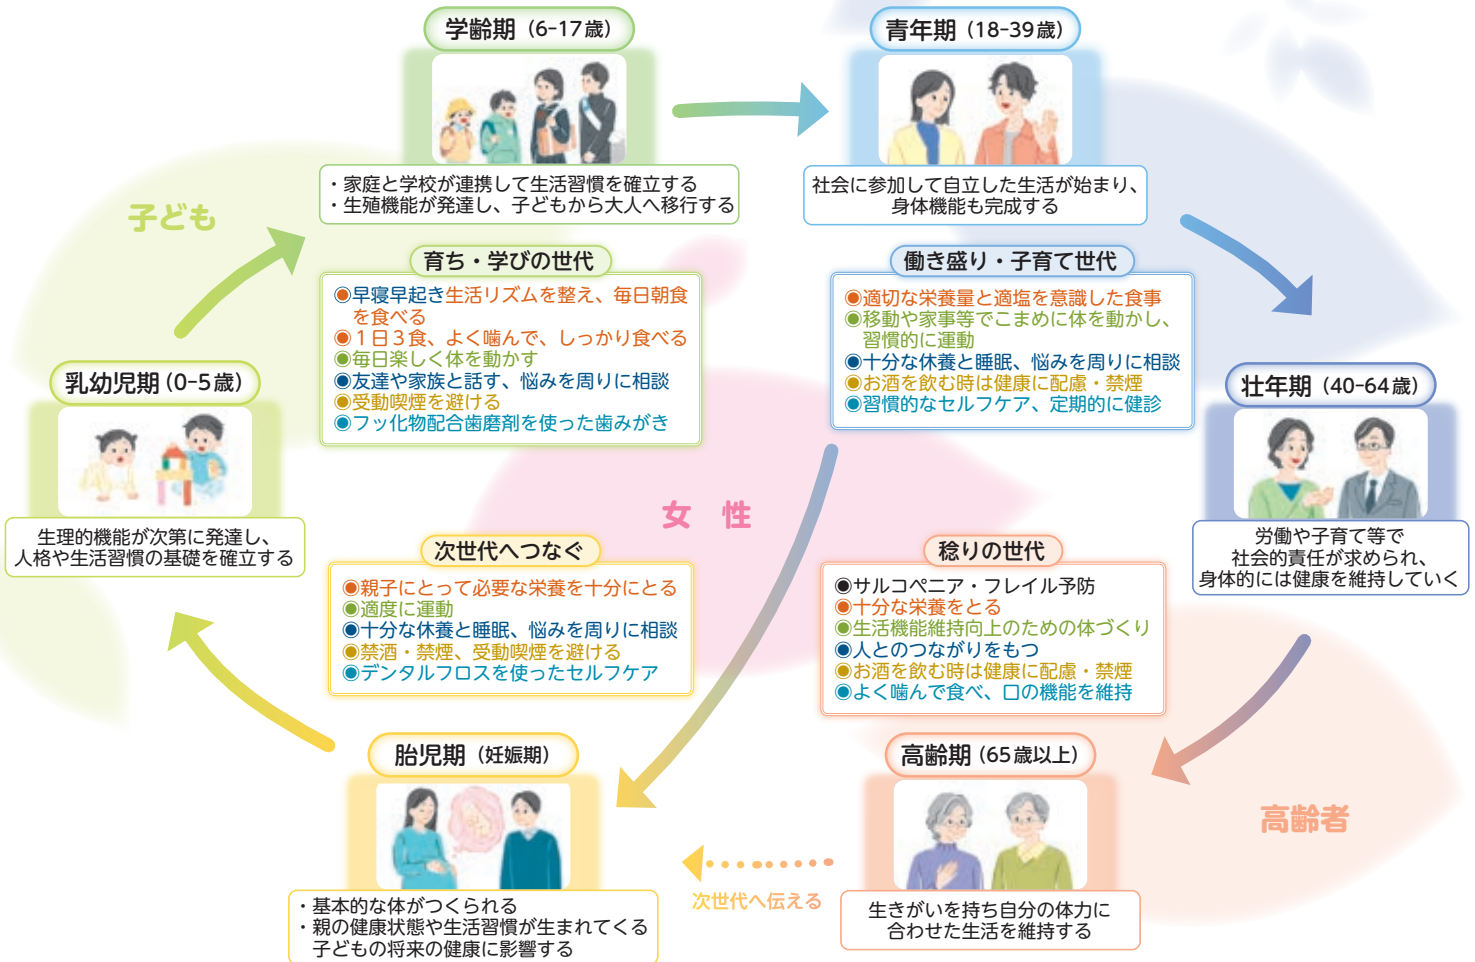 学齢期（6-17歳）
・家庭と学校が連携して生活習慣を確立する
・生殖機能が発達し、子どもから大人へ移行する
青年期（18-39歳）
社会に参加して自立した生活が始まり、
身体機能も完成する
子ども
育ち・学びの世代
◉早寝早起き生活リズムを整え、毎日朝食
を食べる
◉１日３食、よく噛んで、しっかり食べる
◉毎日楽しく体を動かす
◉友達や家族と話す、悩みを周りに相談
◉受動喫煙を避ける
◉フッ化物配合歯磨剤を使った歯みがき
働き盛り・子育て世代
◉適切な栄養量と適塩を意識した食事
◉移動や家事等でこまめに体を動かし、
習慣的に運動
◉十分な休養と睡眠、悩みを周りに相談
◉お酒を飲む時は健康に配慮・禁煙
◉習慣的なセルフケア、定期的に健診
乳幼児期（0-5歳）
生理的機能が次第に発達し、
人格や生活習慣の基礎を確立する
壮年期（40-64歳）
労働や子育て等で
社会的責任が求められ、
身体的には健康を維持していく
女性
次世代へつなぐ
◉親子にとって必要な栄養を十分にとる
◉適度に運動
◉十分な休養と睡眠、悩みを周りに相談
◉禁酒・禁煙、受動喫煙を避ける
◉デンタルフロスを使ったセルフケア
稔りの世代
◉サルコペニア・フレイル予防
◉十分な栄養をとる
◉生活機能維持向上のための体づくり
◉人とのつながりをもつ
◉お酒を飲む時は健康に配慮・禁煙
◉よく噛んで食べ、口の機能を維持
胎児期（妊娠期）
・基本的な体がつくられる
・親の健康状態や生活習慣が生まれてくる
子どもの将来の健康に影響する
次世代へ伝える
高齢期（65歳以上）
生きがいを持ち自分の体力に
合わせた生活を維持する
高齢者